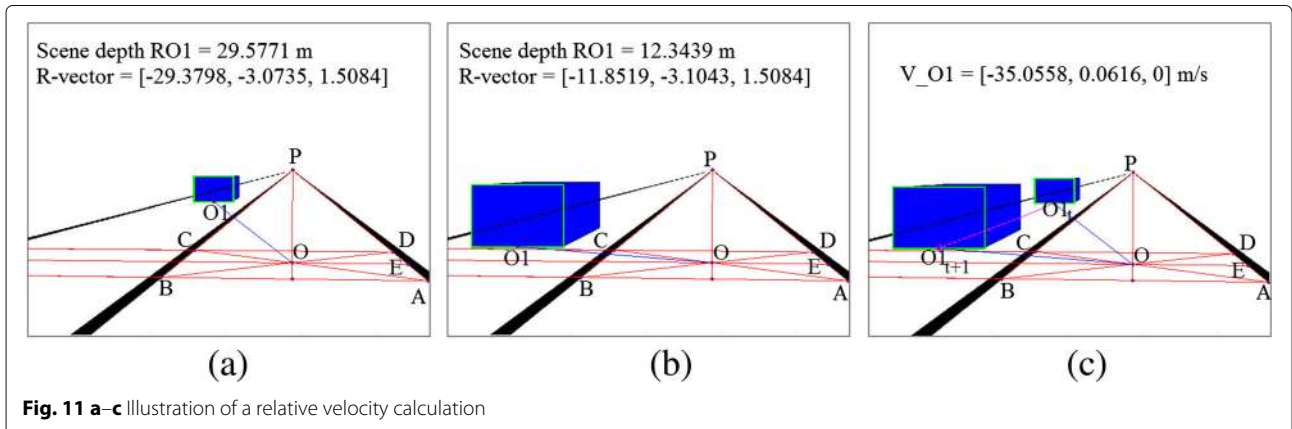 Scene depth RO1 = 29.5771 m
R-vector = [-29.3798, -3.0735, 1.5084]
P
O1
C
O
D
E
B
A
(a)
Scene depth RO1 = 12.3439 m
R-vector = [-11.8519, -3.1043, 1.5084]
P
C
O1
O
D
E
B
A
(b)
V_O1 = [-35.0558, 0.0616, 0] m/s
P
O1t
C
O1t+1
O
D
E
B
A
(c)
Fig. 11 a–c Illustration of a relative velocity calculation